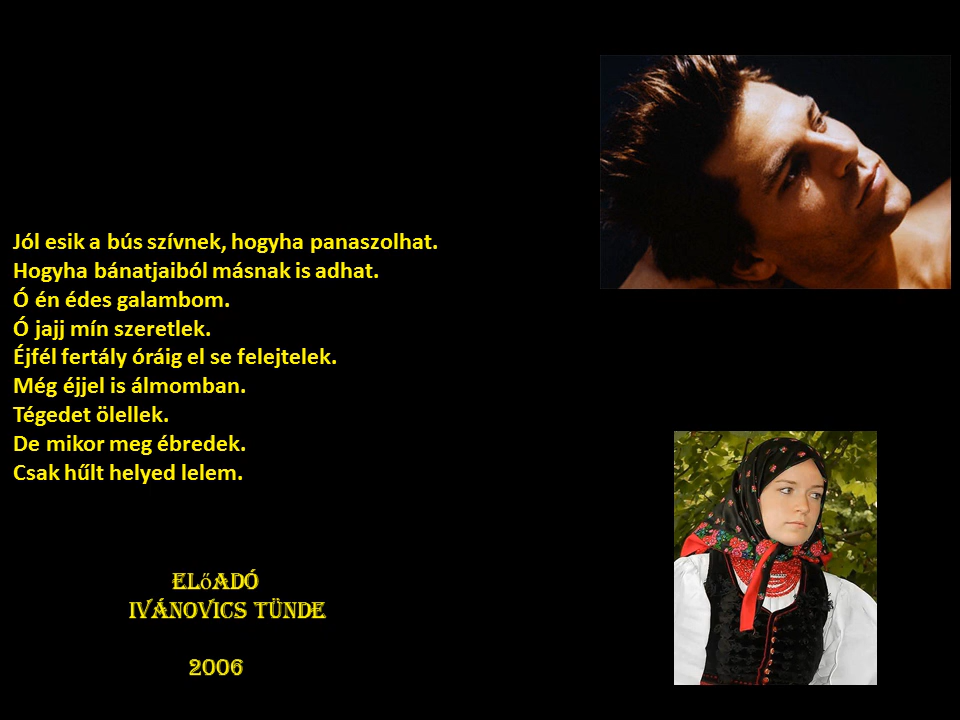 Jól esik a bús szívnek, hogyha panaszolhat.
Hogyha bánatjaiból másnak is adhat.
Ó én édes galambom.
Ó jajj mín szeretlek.
Éjfél fertály óráig el se felejtelek.
Még éjjel is álmomban.
Tégedet ölellek.
De mikor meg ébredek.
Csak hűlt helyed lelem.
Előadó
Ivánovics Tünde
2006